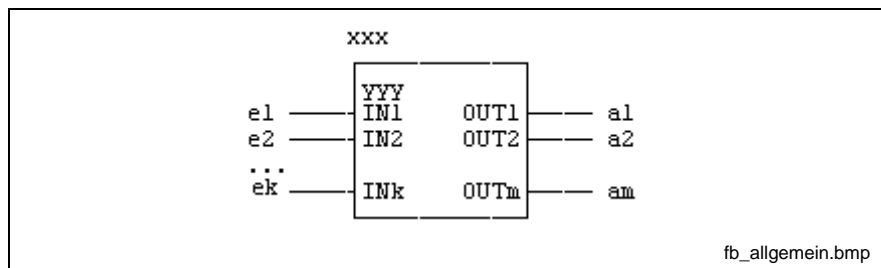 xxx
YYY
e1 IN1 OUT1 a1
e2 IN2 OUT2 a2
...
ek INk OUTm am
fb_allgemein.bmp